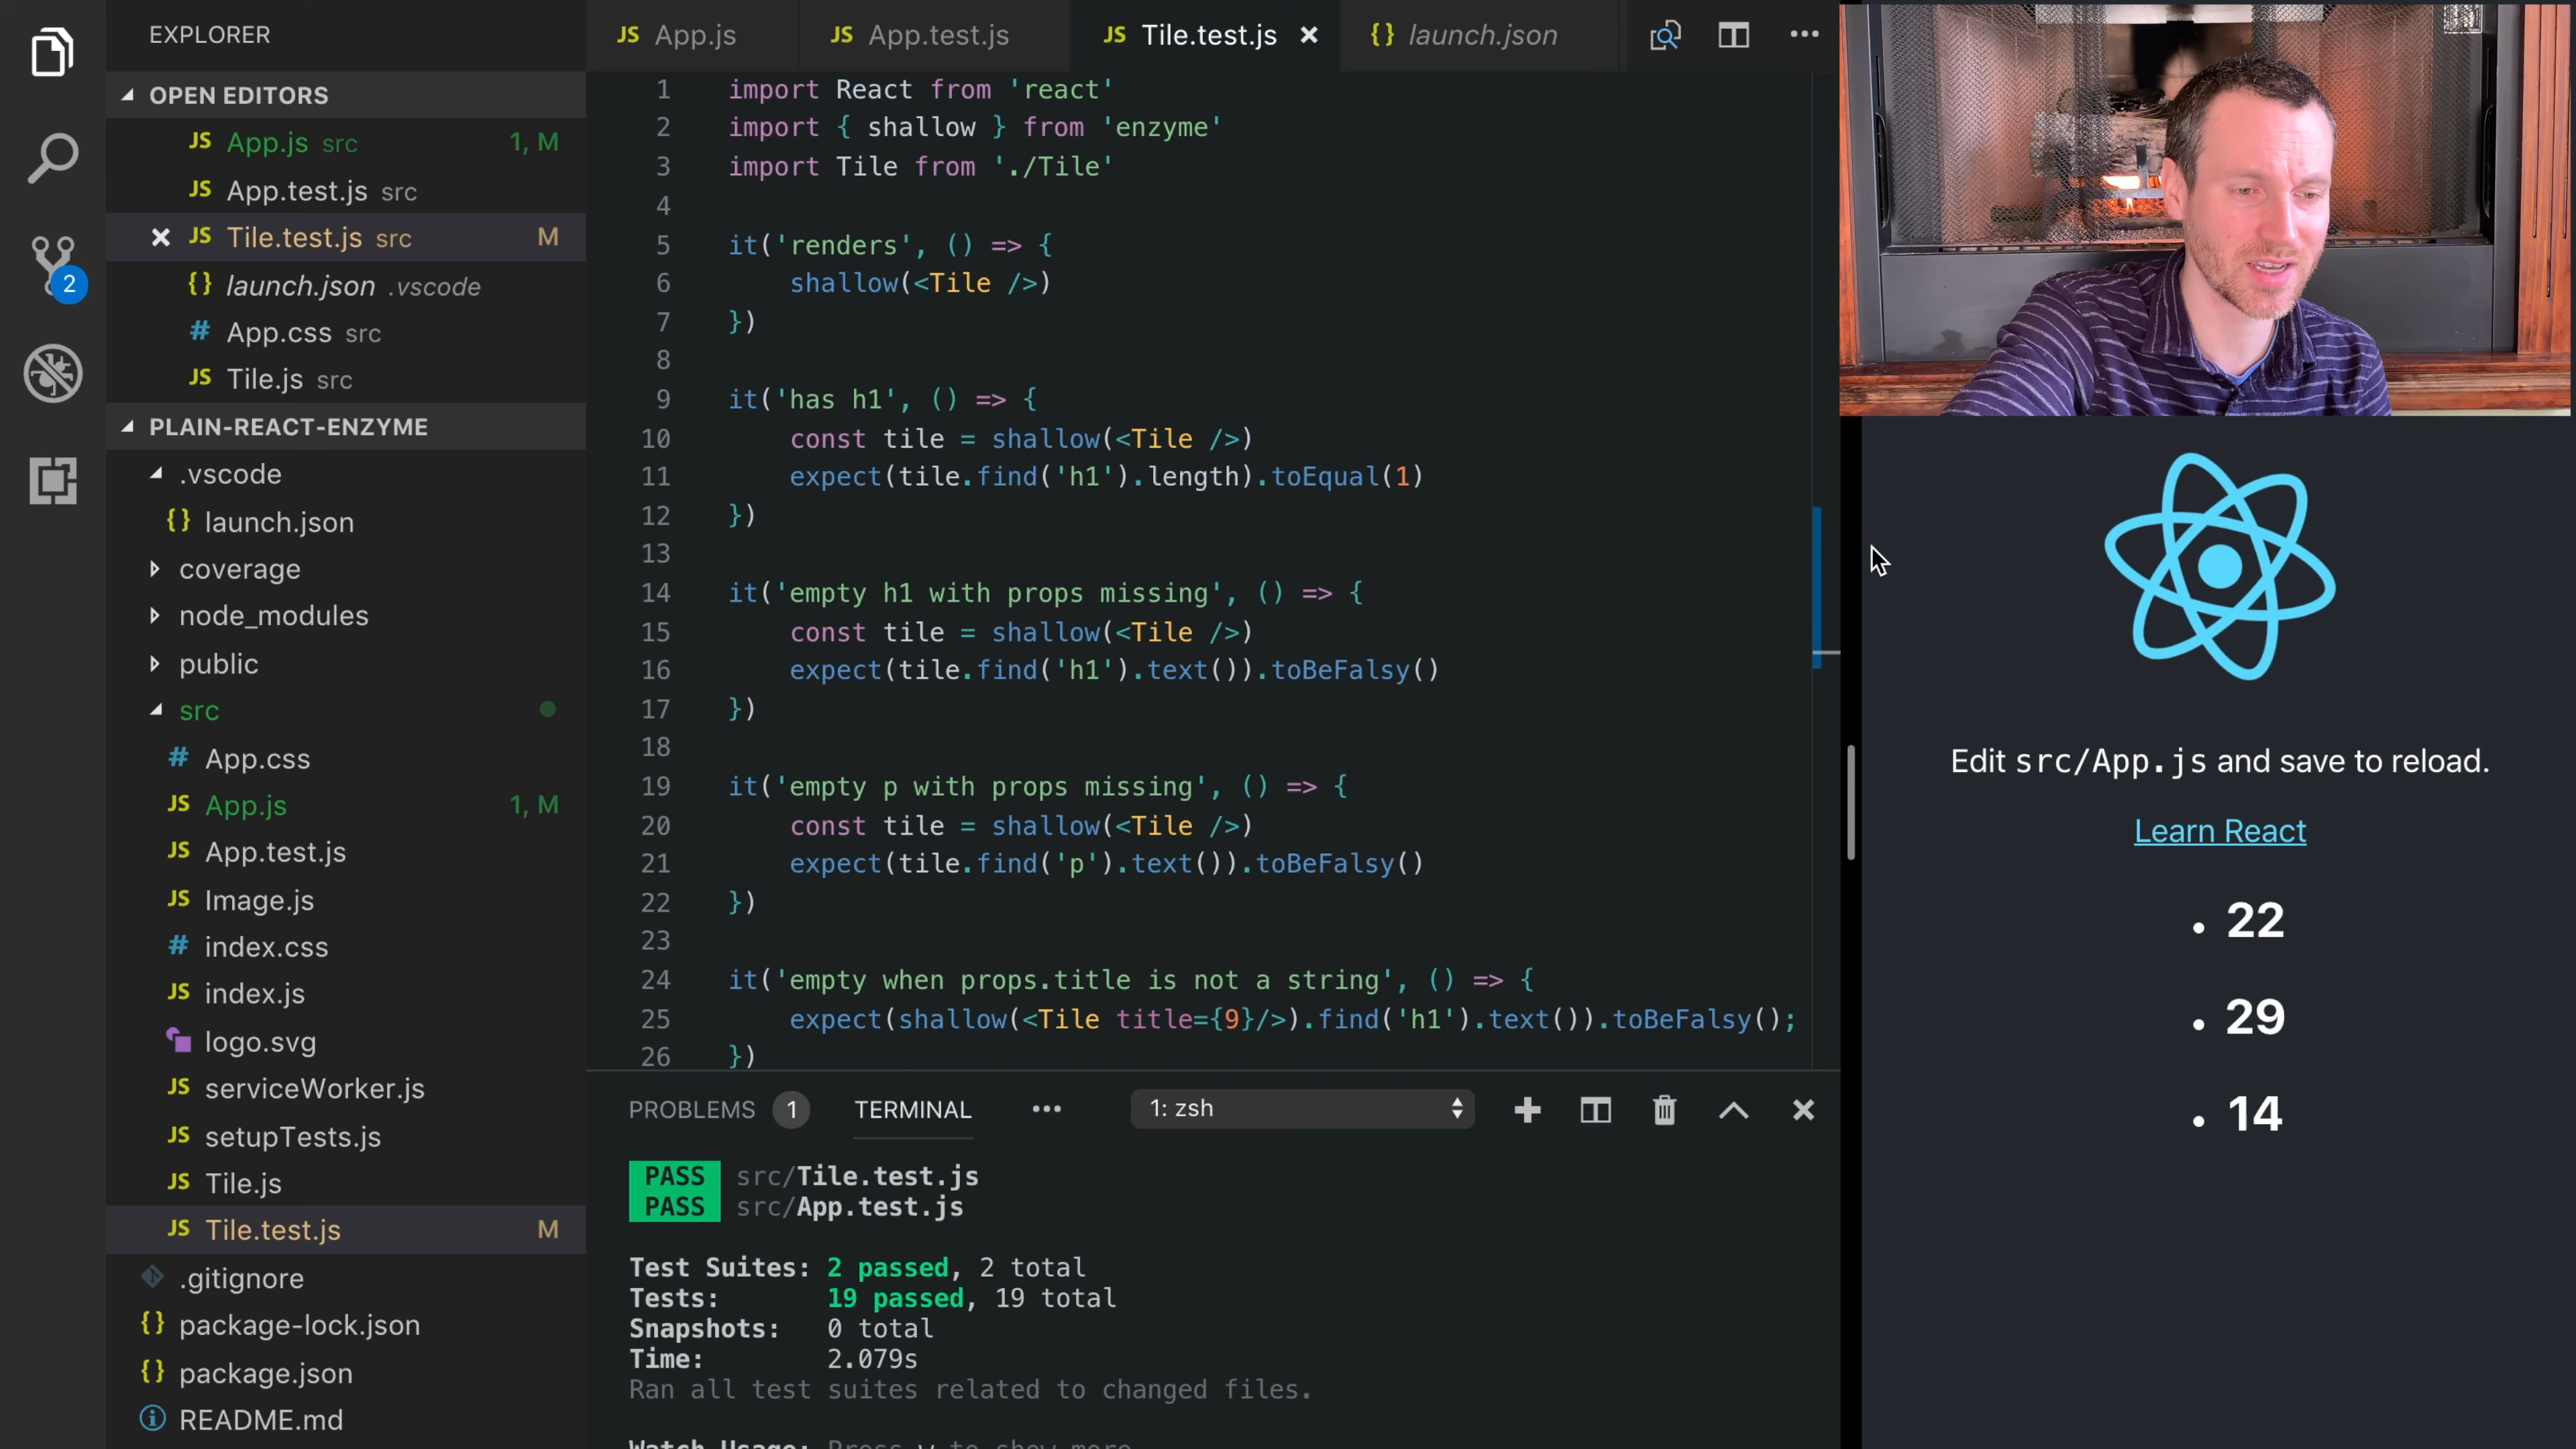 EXPLORER
OPEN EDITORS
JS App.js src 1, M
JS App.test.js src
JS Tile.test.js src M
{} launch.json .vscode
# App.css src
JS Tile.js src
2
PLAIN-REACT-ENZYME
.vscode
{} launch.json
coverage
node_modules
public
src
# App.css
JS App.js 1, M
JS App.test.js
JS Image.js
# index.css
JS index.js
logo.svg
JS serviceWorker.js
JS setupTests.js
JS Tile.js
JS Tile.test.js M
.gitignore
{} package-lock.json
{} package.json
README.md
JS App.js JS App.test.js JS Tile.test.js {} launch.json
1 import React from 'react'
2 import { shallow } from 'enzyme'
3 import Tile from './Tile'
4
5 it('renders', () => {
6 shallow(<Tile />)
7 })
8
9 it('has h1', () => {
10 const tile = shallow(<Tile />)
11 expect(tile.find('h1').length).toEqual(1)
12 })
13
14 it('empty h1 with props missing', () => {
15 const tile = shallow(<Tile />)
16 expect(tile.find('h1').text()).toBeFalsy()
17 })
18
19 it('empty p with props missing', () => {
20 const tile = shallow(<Tile />)
21 expect(tile.find('p').text()).toBeFalsy()
22 })
23
24 it('empty when props.title is not a string', () => {
25 expect(shallow(<Tile title={9}/>).find('h1').text()).toBeFalsy();
26 })
PROBLEMS 1 TERMINAL 1: zsh
PASS src/Tile.test.js
PASS src/App.test.js
Test Suites: 2 passed, 2 total
Tests: 19 passed, 19 total
Snapshots: 0 total
Time: 2.079s
Ran all test suites related to changed files.
Watch Usage: Press w to show more.
Edit src/App.js and save to reload.
Learn React
• 22
• 29
• 14